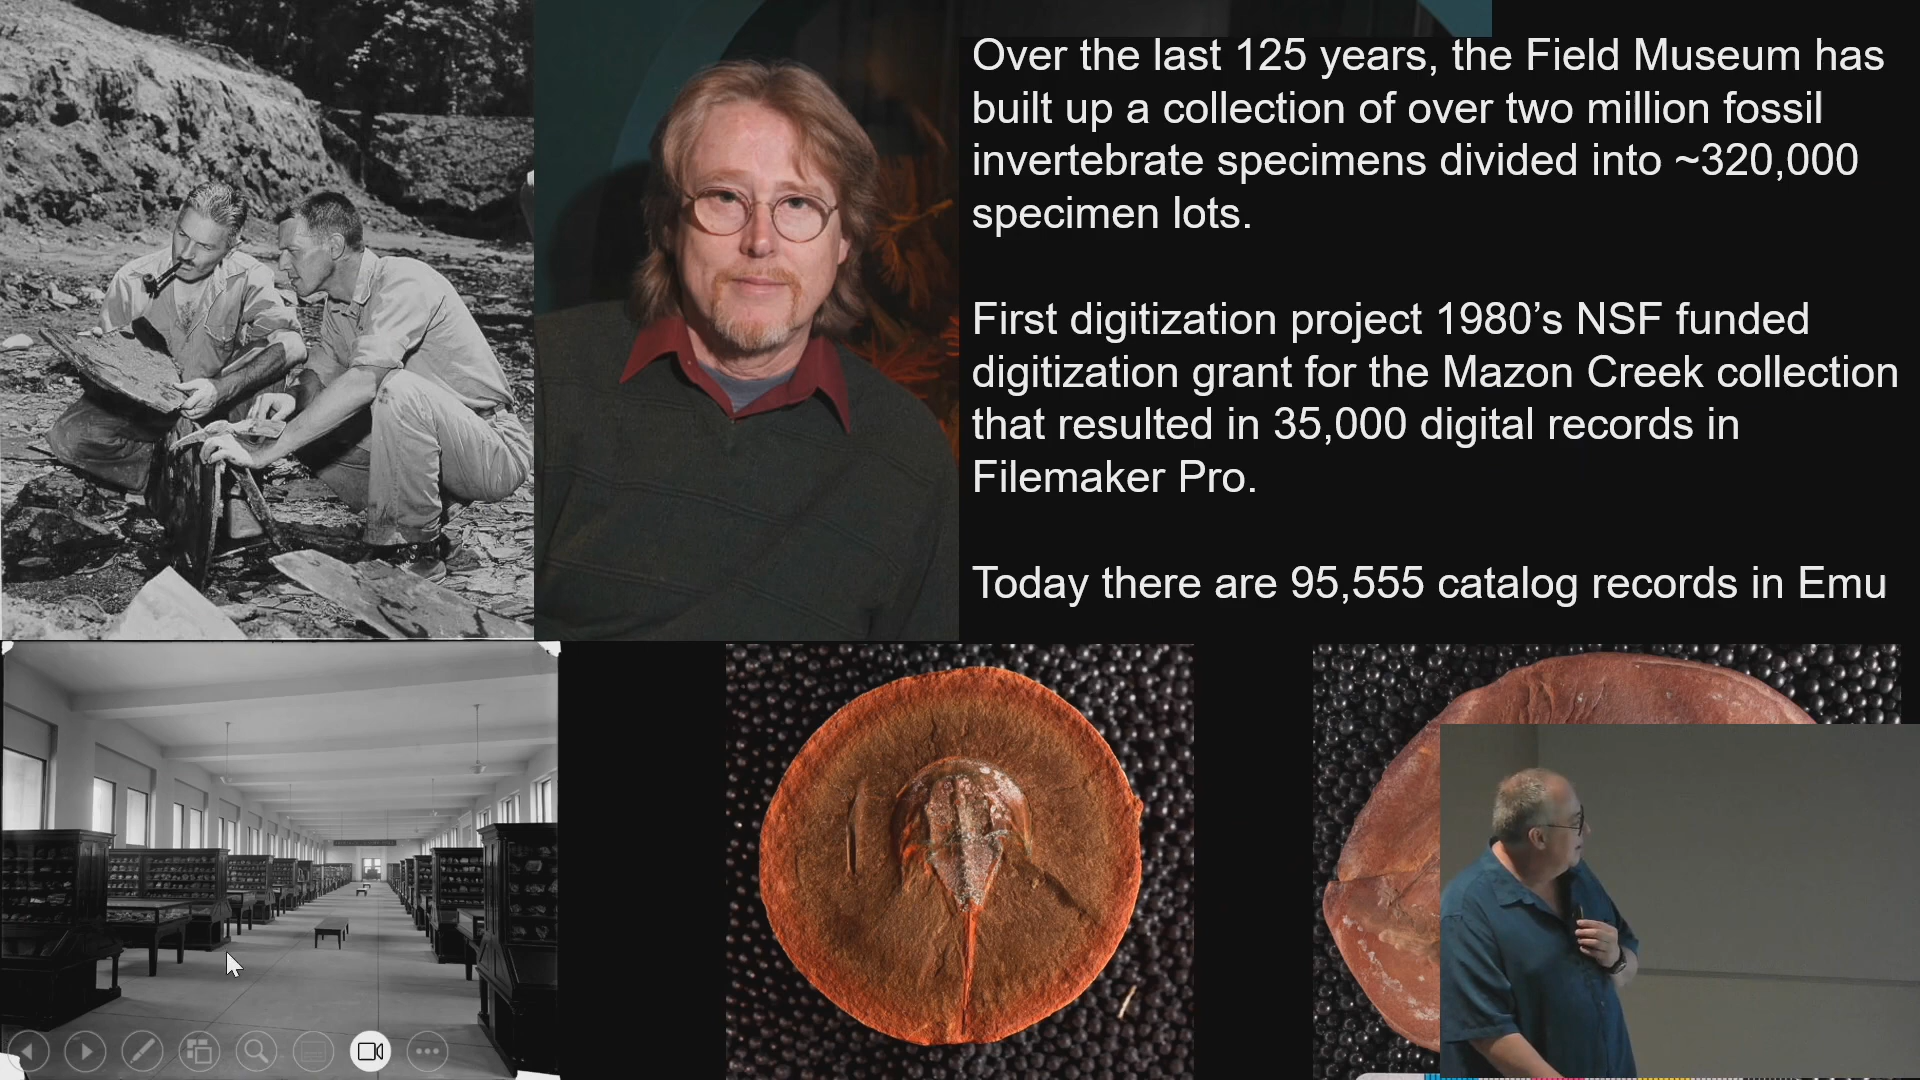 Over the last 125 years, the Field Museum has
built up a collection of over two million fossil
invertebrate specimens divided into ~320,000
specimen lots.
First digitization project 1980’s NSF funded
digitization grant for the Mazon Creek collection
that resulted in 35,000 digital records in
Filemaker Pro.
Today there are 95,555 catalog records in Emu